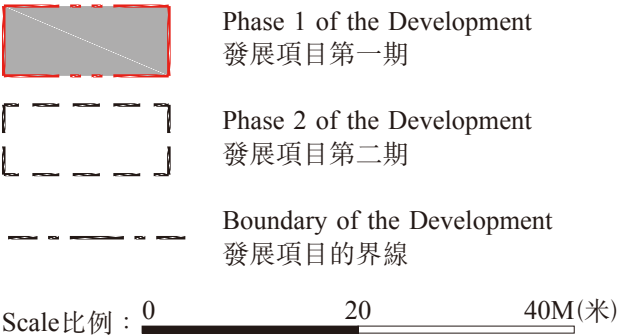 Phase 1 of the Development
發展項目第一期
Phase 2 of the Development
發展項目第二期
Boundary of the Development
發展項目的界線
Scale比例：0 20 40M(米)